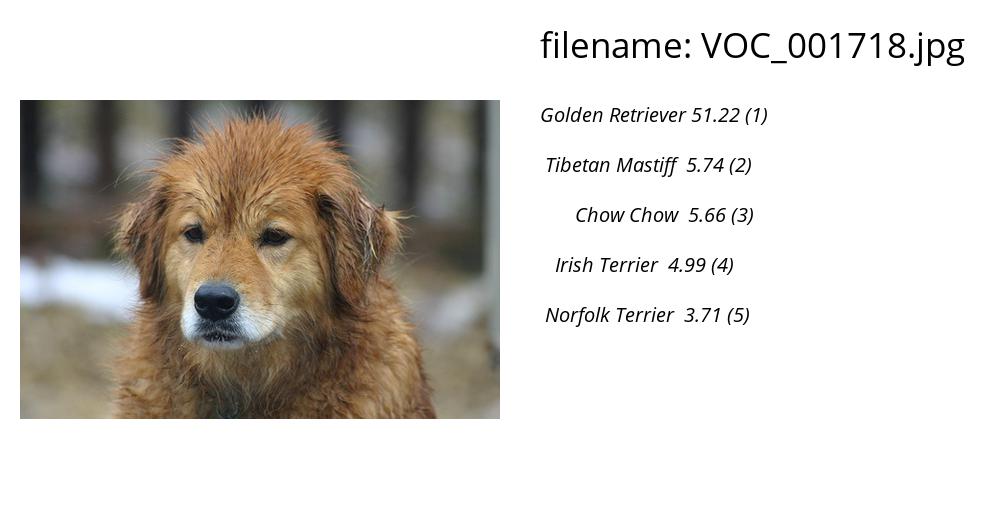 filename: VOC_001718.jpg
Golden Retriever 51.22 (1)
Tibetan Mastiff 5.74 (2)
Chow Chow 5.66 (3)
Irish Terrier 4.99 (4)
Norfolk Terrier 3.71 (5)